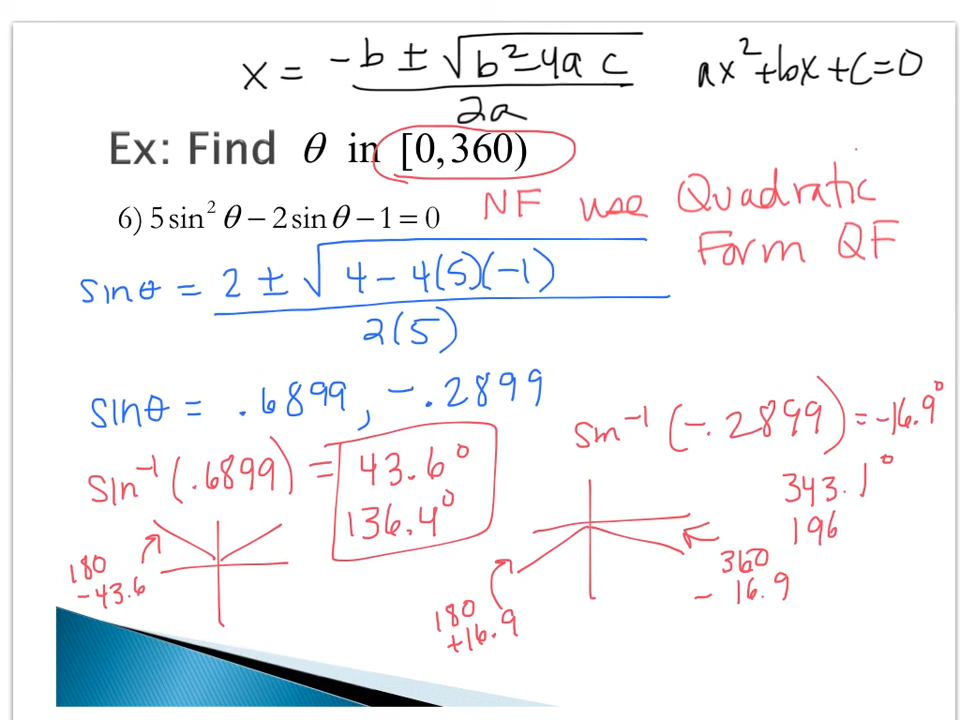 x = -b ± √b²-4ac / 2a    ax²+bx+c=0
Ex: Find θ in [0,360)
6) 5sin²θ − 2sinθ − 1 = 0
NF use Quadratic
Form QF
sinθ = 2 ± √4-4(5)(-1) / 2(5)
sinθ = .6899, -.2899
sin⁻¹(.6899) = 43.6°
136.4°
180
-43.6
sin⁻¹(-.2899) = -16.9°
343.1°
196
180
+16.9
360
- 16.9